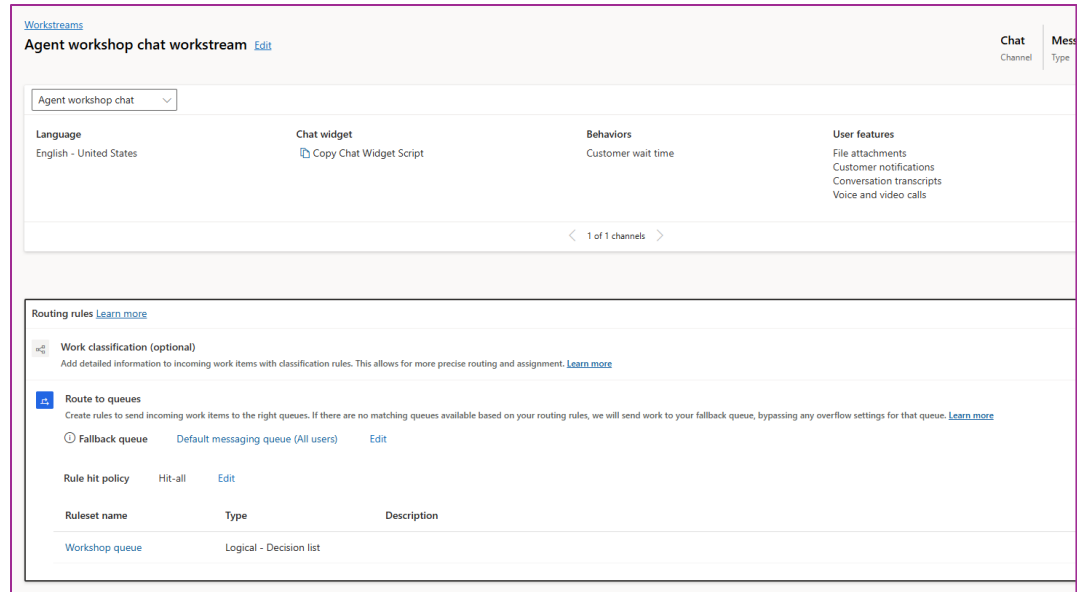 Workstreams
Agent workshop chat workstream Edit
Chat
Channel
Mess
Type
Agent workshop chat
Language
English - United States
Chat widget
Copy Chat Widget Script
Behaviors
Customer wait time
User features
File attachments
Customer notifications
Conversation transcripts
Voice and video calls
1 of 1 channels
Routing rules Learn more
Work classification (optional)
Add detailed information to incoming work items with classification rules. This allows for more precise routing and assignment. Learn more
Route to queues
Create rules to send incoming work items to the right queues. If there are no matching queues available based on your routing rules, we will send work to your fallback queue, bypassing any overflow settings for that queue. Learn more
Fallback queue Default messaging queue (All users) Edit
Rule hit policy Hit-all Edit
Ruleset name Type Description
Workshop queue Logical - Decision list